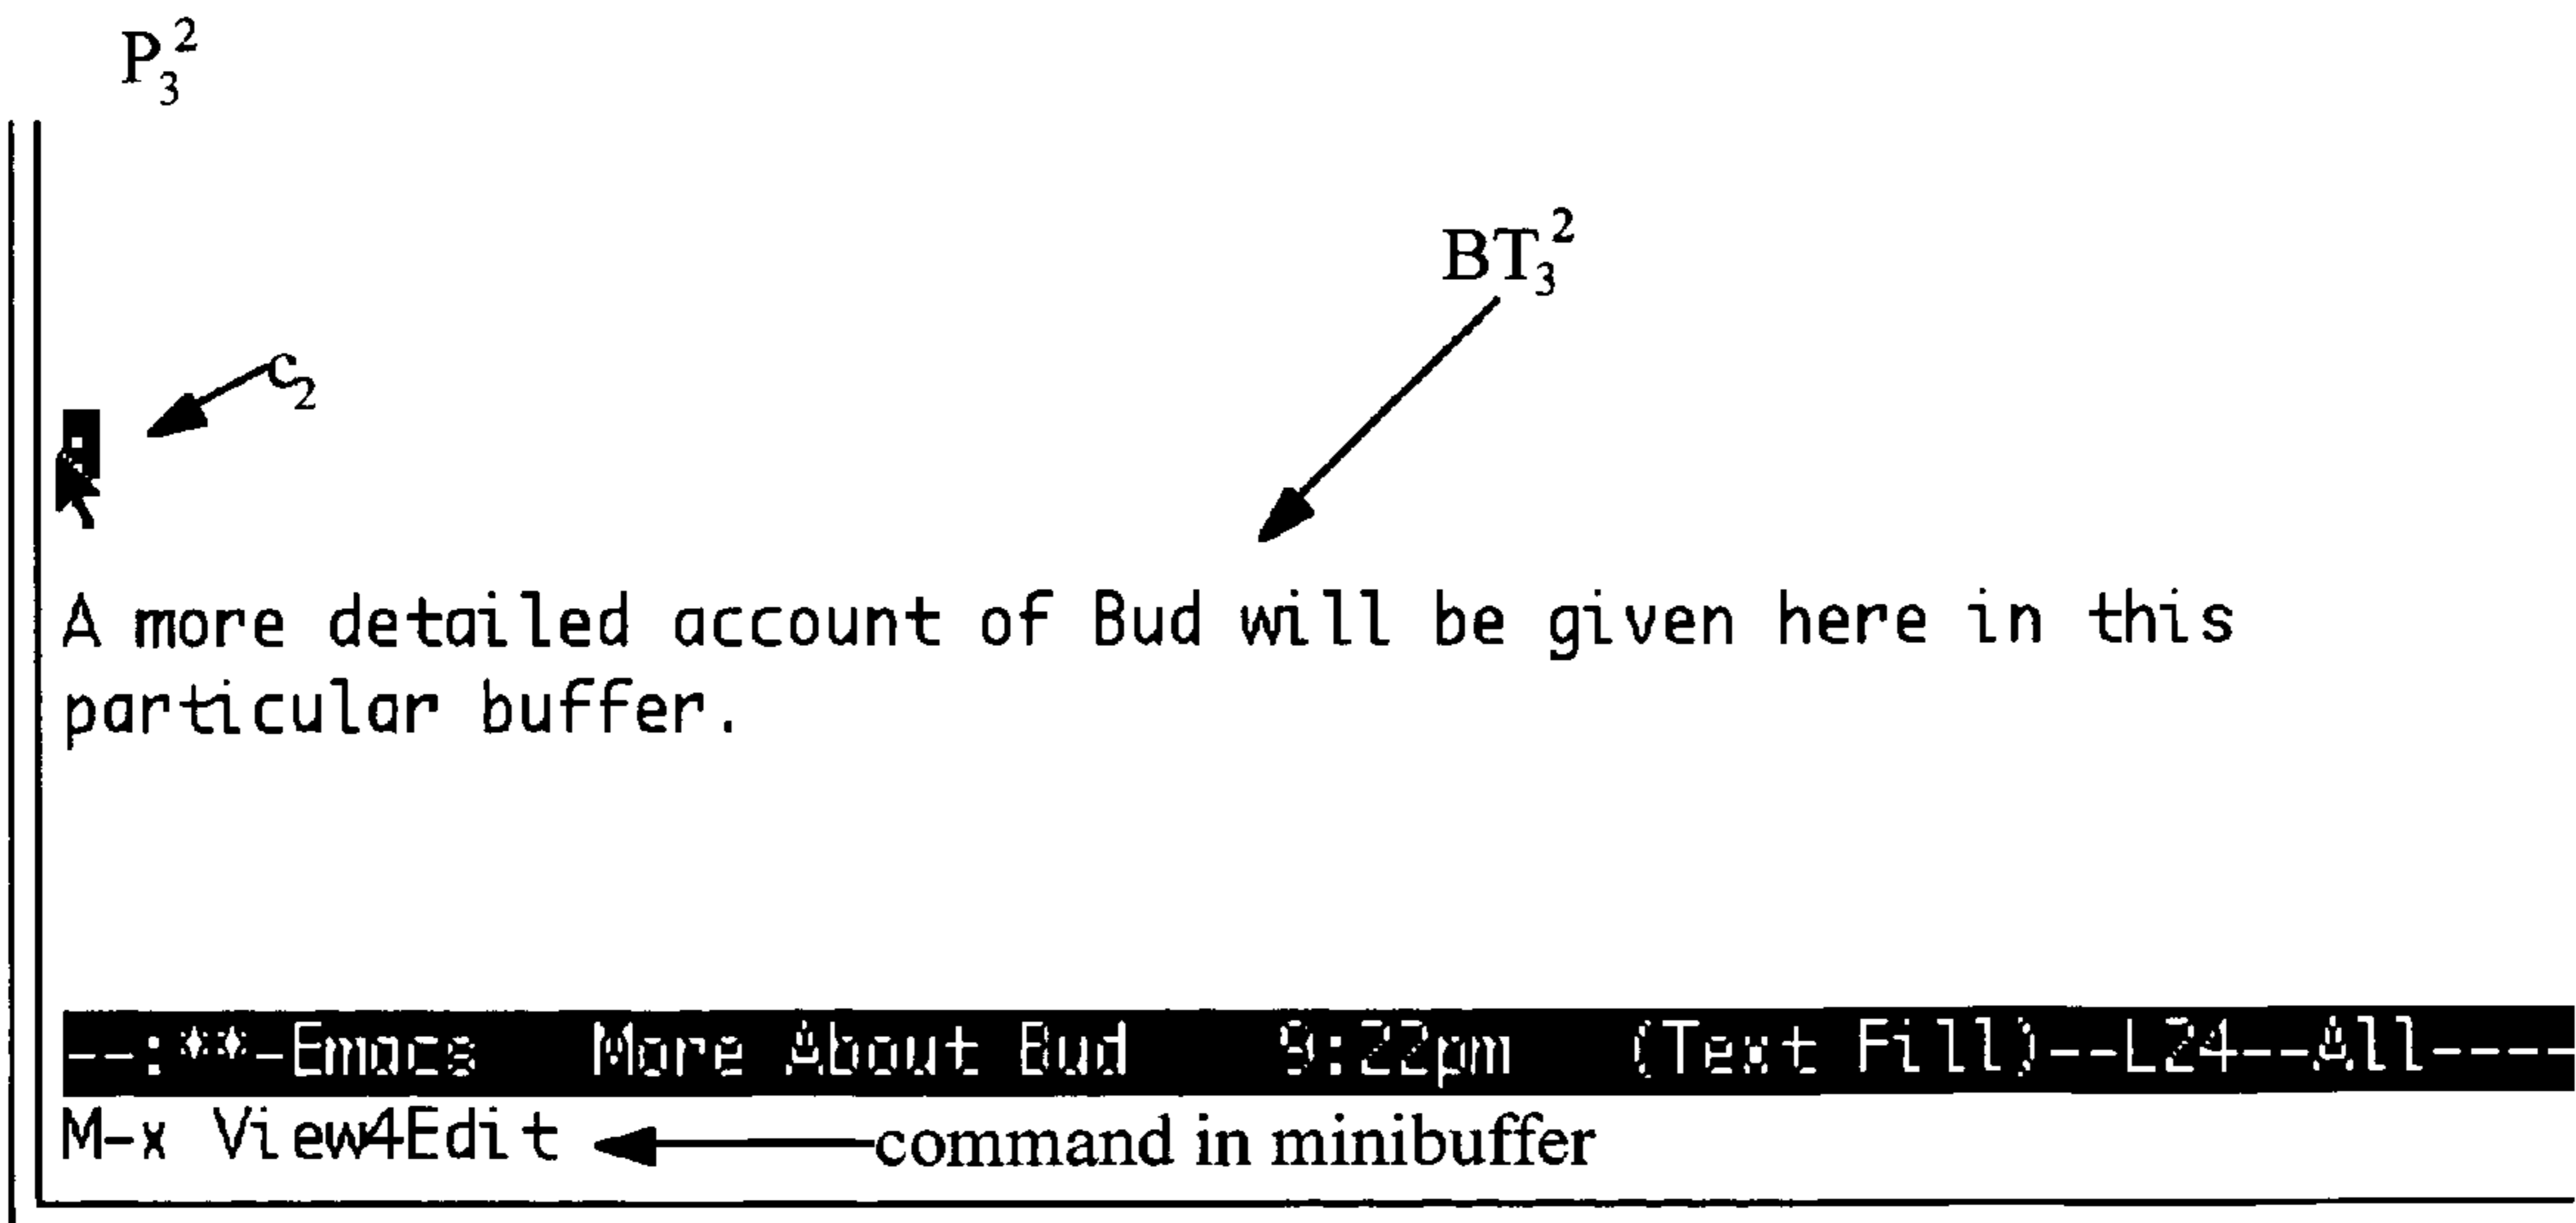 P₃²
BT₃²
c₂
A more detailed account of Bud will be given here in this
particular buffer.
--:**-Emacs   More About Bud   9:22pm   (Text Fill)--L24--All----
M-x View4Edit
command in minibuffer